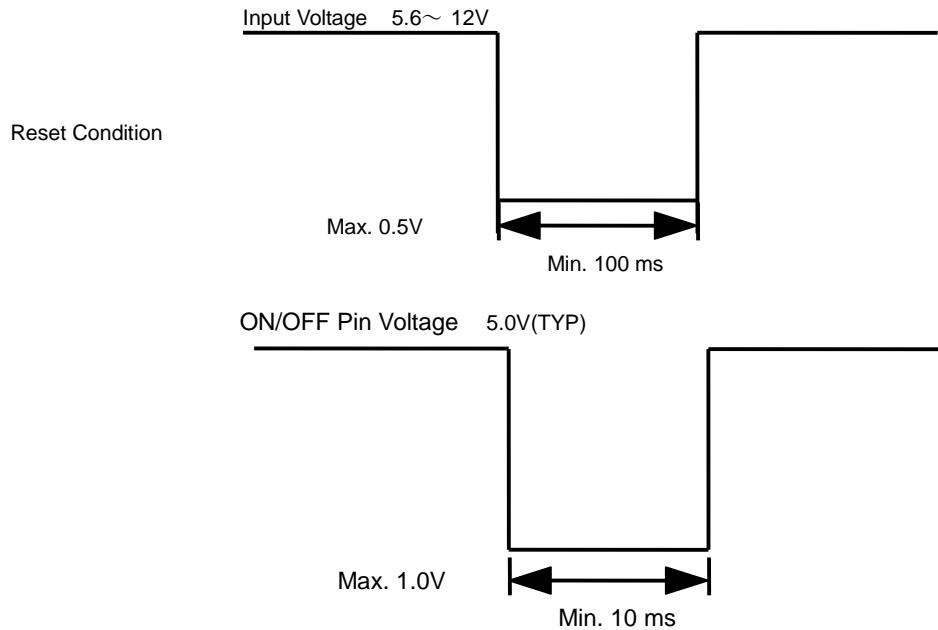 Input Voltage 5.6～ 12V
Reset Condition
Max. 0.5V
Min. 100 ms
ON/OFF Pin Voltage 5.0V(TYP)
Max. 1.0V
Min. 10 ms